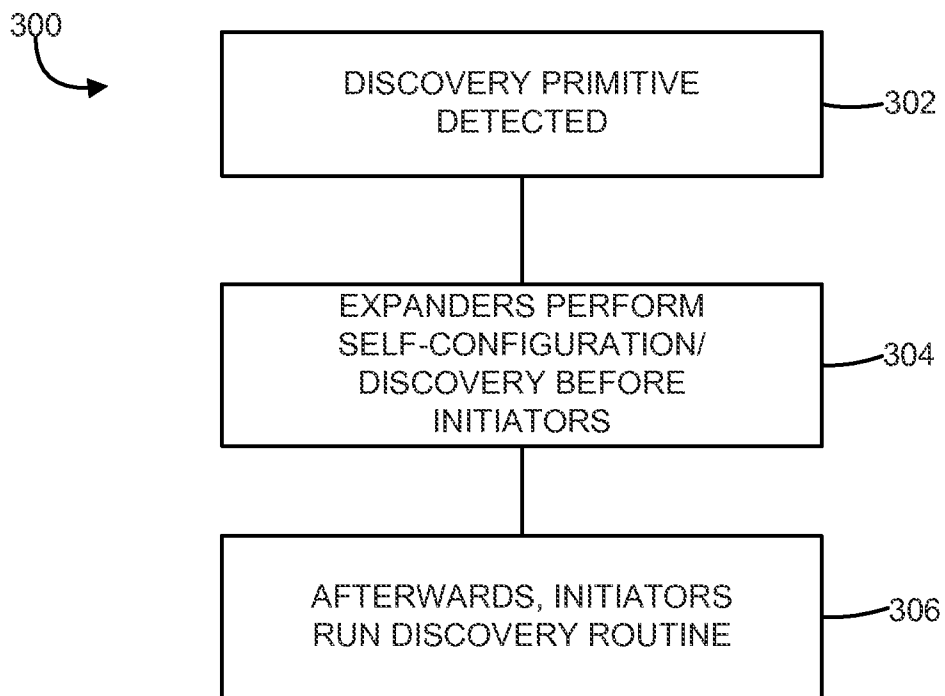 300
DISCOVERY PRIMITIVE
DETECTED
302
EXPANDERS PERFORM
SELF-CONFIGURATION/
DISCOVERY BEFORE
INITIATORS
304
AFTERWARDS, INITIATORS
RUN DISCOVERY ROUTINE
306